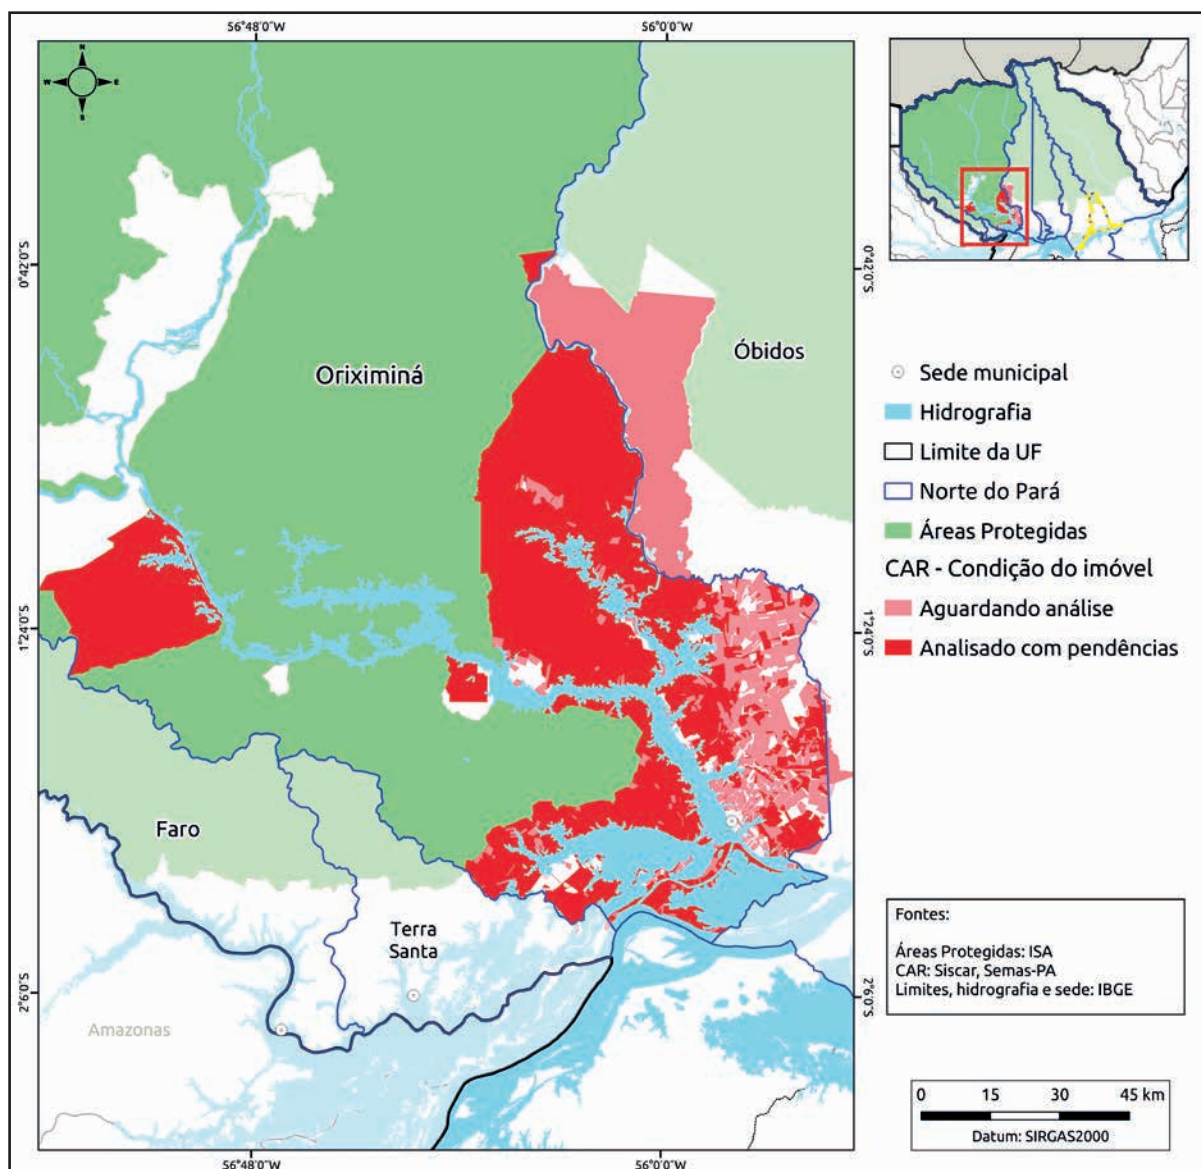 56°48'0"W
56°0'0"W
N
W
E
S
0°42'0"S
0°42'0"S
Óbidos
Oriximiná
Sede municipal
Hidrografia
Limite da UF
Norte do Pará
Áreas Protegidas
CAR - Condição do imóvel
Aguardando análise
Analisado com pendências
1°24'0"S
1°24'0"S
Faro
Terra
Santa
Amazonas
2°6'0"S
2°6'0"S
Fontes:
Áreas Protegidas: ISA
CAR: Siscar, Semas-PA
Limites, hidrografia e sede: IBGE
0 15 30 45 km
Datum: SIRGAS2000
56°48'0"W
56°0'0"W